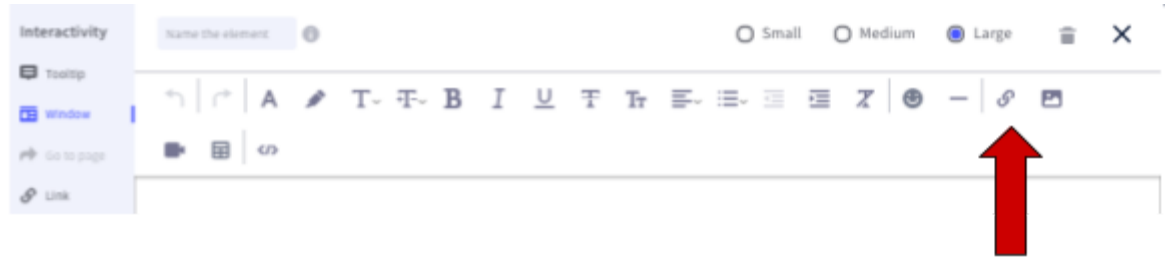 Interactivity
Name the element
Small
Medium
Large
Tooltip
Window
Go to page
Link